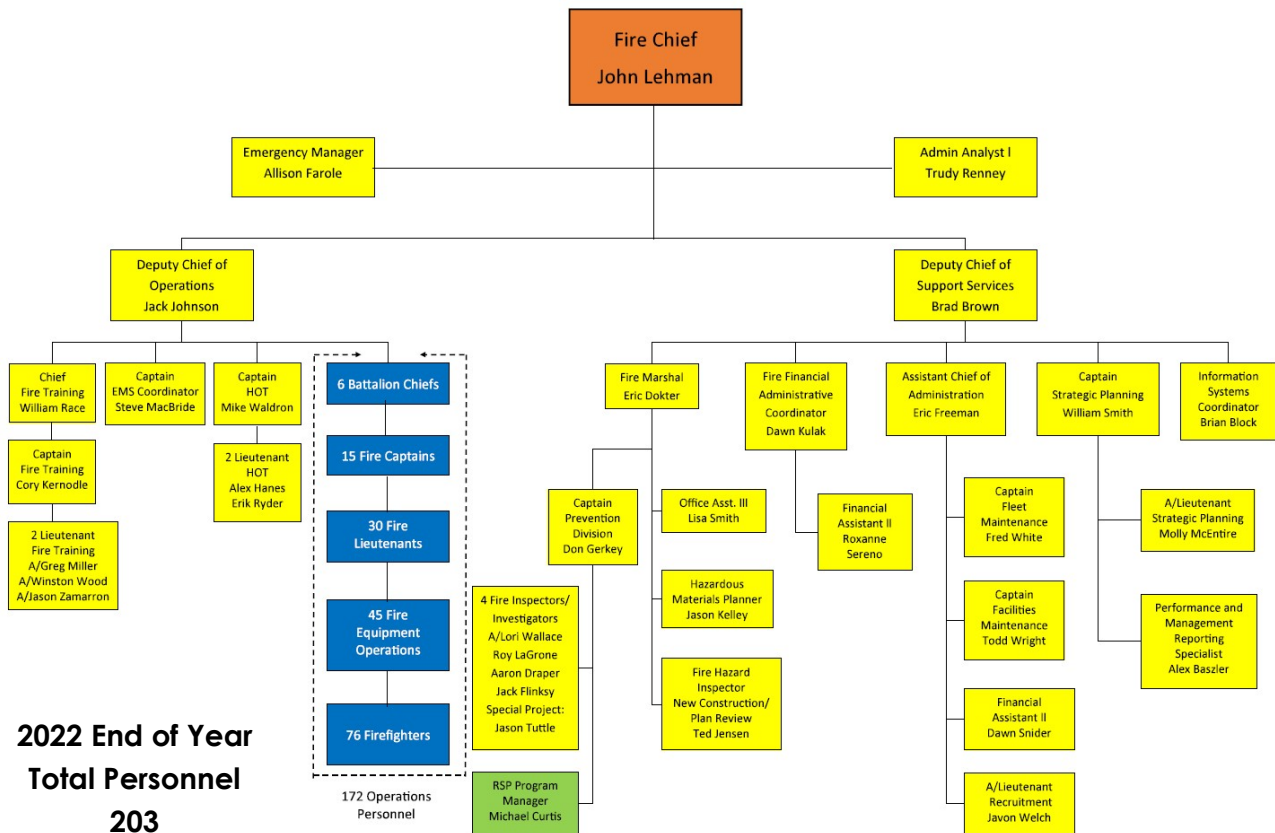 Fire Chief
John Lehman
Emergency Manager
Allison Farole
Admin Analyst I
Trudy Renney
Deputy Chief of
Operations
Jack Johnson
Deputy Chief of
Support Services
Brad Brown
Chief
Fire Training
William Race
Captain
EMS Coordinator
Steve MacBride
Captain
HOT
Mike Waldron
6 Battalion Chiefs
Fire Marshal
Eric Dokter
Fire Financial
Administrative
Coordinator
Dawn Kulak
Assistant Chief of
Administration
Eric Freeman
Captain
Strategic Planning
William Smith
Information
Systems
Coordinator
Brian Block
Captain
Fire Training
Cory Kernodle
2 Lieutenant
HOT
Alex Hanes
Erik Ryder
15 Fire Captains
2 Lieutenant
Fire Training
A/Greg Miller
A/Winston Wood
A/Jason Zamarron
30 Fire
Lieutenants
45 Fire
Equipment
Operations
76 Firefighters
172 Operations
Personnel
Captain
Prevention
Division
Don Gerkey
Office Asst. III
Lisa Smith
Financial
Assistant II
Roxanne
Sereno
Captain
Fleet
Maintenance
Fred White
A/Lieutenant
Strategic Planning
Molly McEntire
4 Fire Inspectors/
Investigators
A/Lori Wallace
Roy LaGrone
Aaron Draper
Jack Flinksy
Special Project:
Jason Tuttle
Hazardous
Materials Planner
Jason Kelley
Captain
Facilities
Maintenance
Todd Wright
Performance and
Management
Reporting
Specialist
Alex Baszler
Fire Hazard
Inspector
New Construction/
Plan Review
Ted Jensen
Financial
Assistant II
Dawn Snider
RSP Program
Manager
Michael Curtis
A/Lieutenant
Recruitment
Javon Welch
2022 End of Year
Total Personnel
203